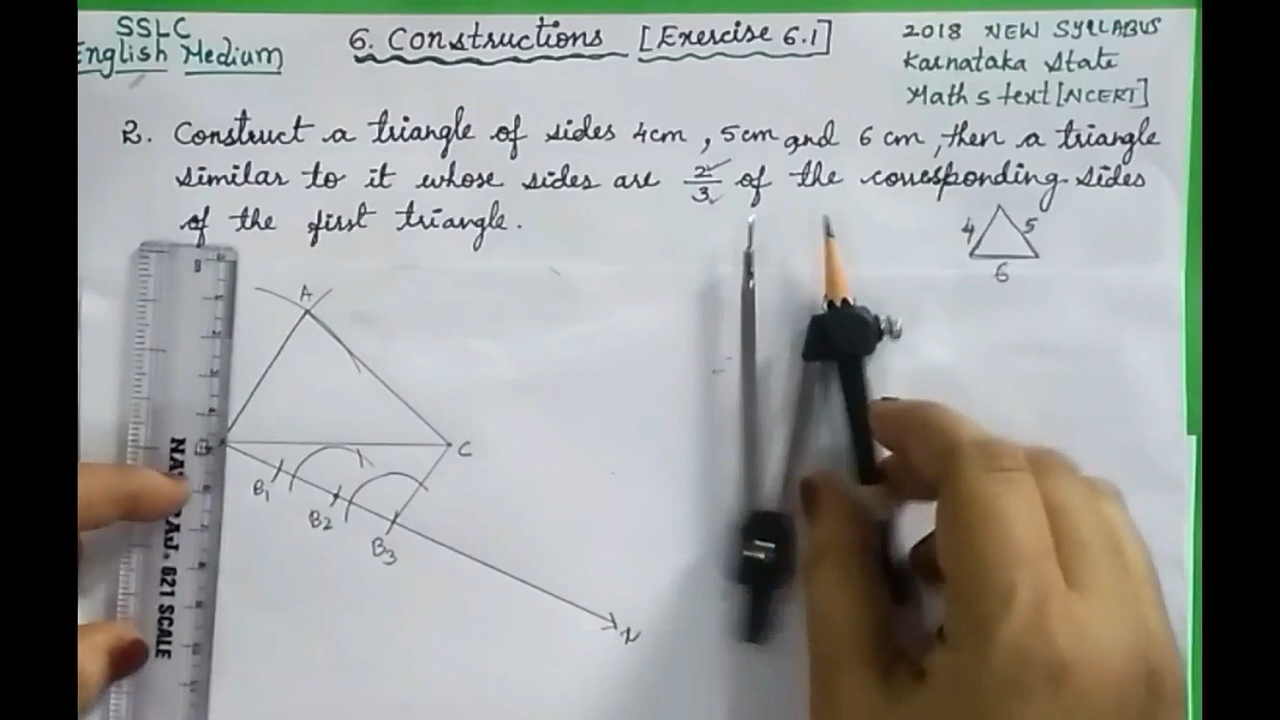 SSLC
English Medium
6. Constructions [Exercise 6.1]
2018 NEW SYLLABUS
Karnataka State
Maths text [NCERT]
2. Construct a triangle of sides 4cm, 5cm and 6 cm, then a triangle
similar to it whose sides are 2/3 of the corresponding sides
of the first triangle.
4 5
6
A
C
B1
B2
B3
X
621 SCALE